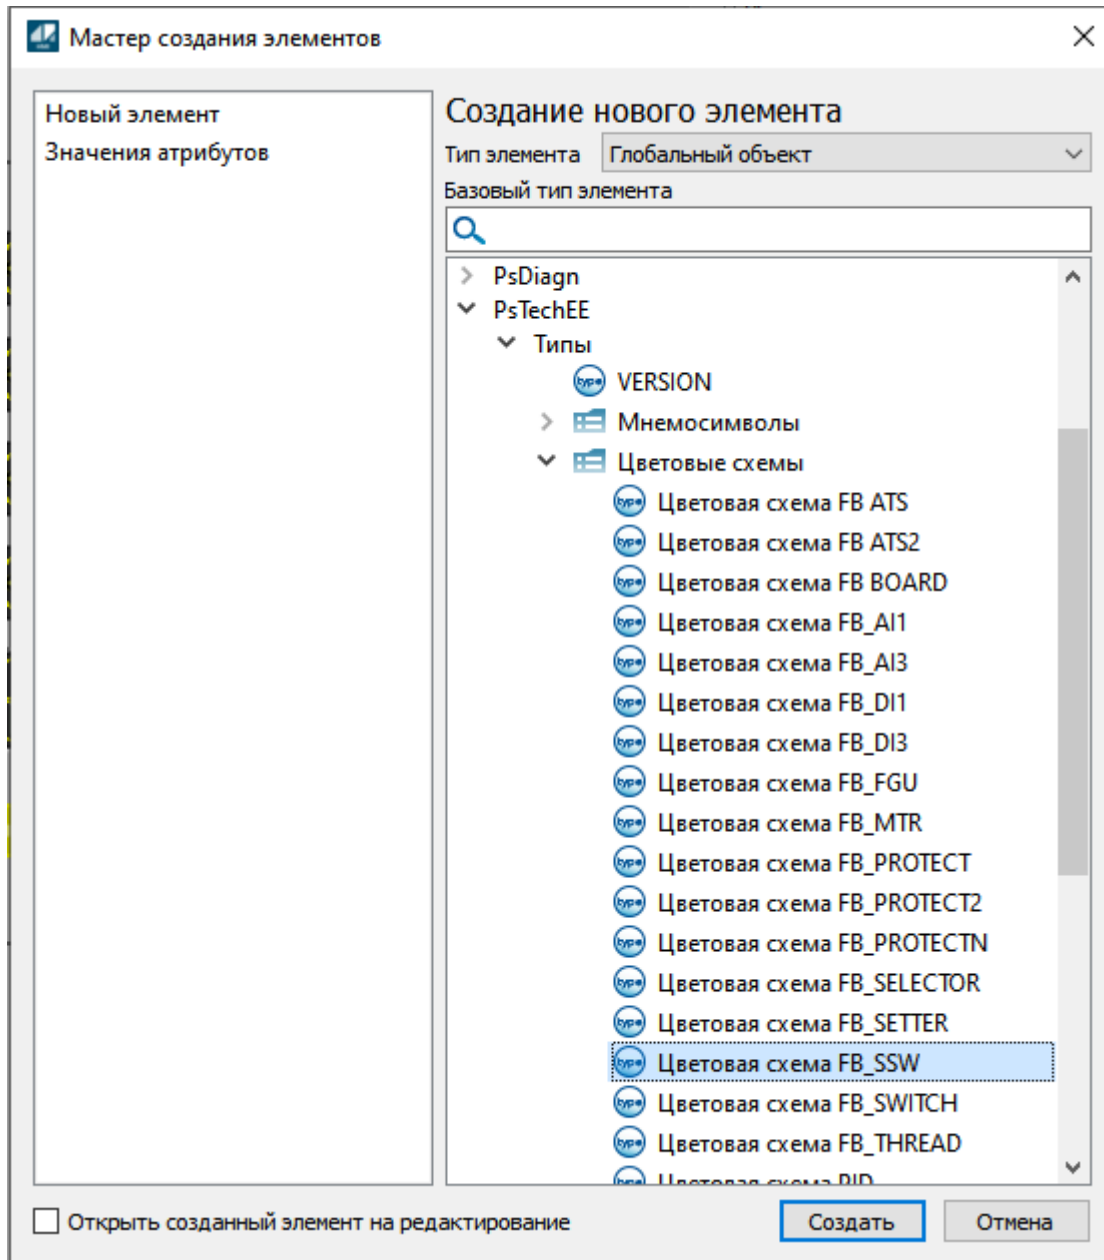 Мастер создания элементов
Новый элемент
Значения атрибутов
Создание нового элемента
Тип элемента Глобальный объект
Базовый тип элемента
PsDiagn
PsTechEE
Типы
VERSION
Мнемосимволы
Цветовые схемы
Цветовая схема FB ATS
Цветовая схема FB ATS2
Цветовая схема FB BOARD
Цветовая схема FB_AI1
Цветовая схема FB_AI3
Цветовая схема FB_DI1
Цветовая схема FB_DI3
Цветовая схема FB_FGU
Цветовая схема FB_MTR
Цветовая схема FB_PROTECT
Цветовая схема FB_PROTECT2
Цветовая схема FB_PROTECTN
Цветовая схема FB_SELECTOR
Цветовая схема FB_SETTER
Цветовая схема FB_SSW
Цветовая схема FB_SWITCH
Цветовая схема FB_THREAD
Цветовая схема PID
Открыть созданный элемент на редактирование
Создать Отмена